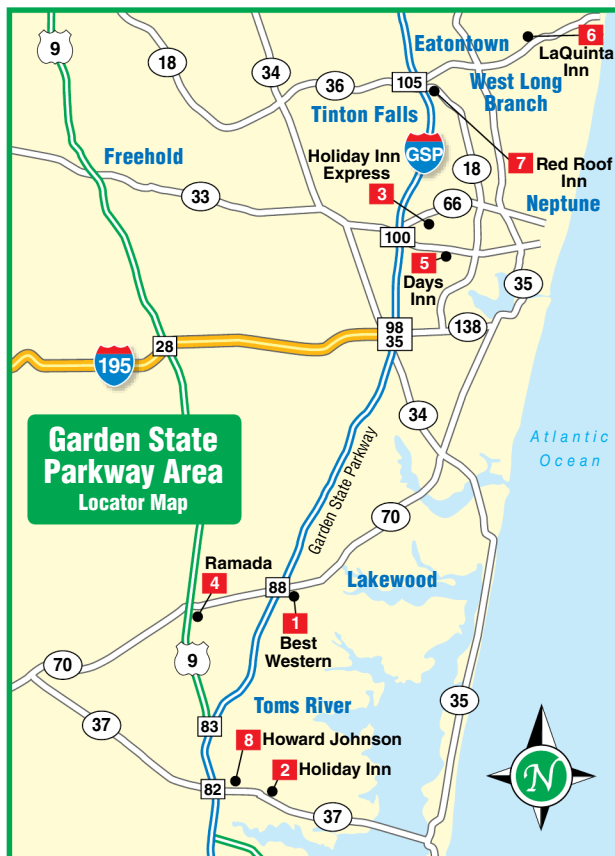 9
6
Eatontown
LaQuinta
Inn
18
34
36
105
West Long
Branch
Tinton Falls
GSP
Freehold
Holiday Inn
Express
18
7
Red Roof
Inn
33
3
66
Neptune
100
5
Days
Inn
35
28
98
35
138
195
34
Garden State
Parkway Area
Locator Map
Atlantic
Ocean
Garden State Parkway
70
Ramada
4
88
Lakewood
1
Best
Western
70
9
35
37
Toms River
83
8
Howard Johnson
2
Holiday Inn
82
37
N